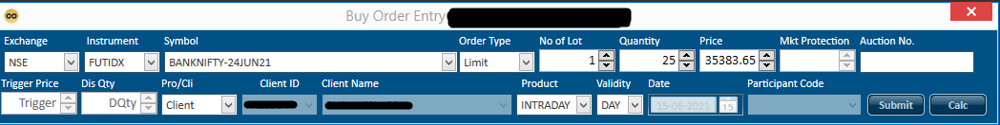 Buy Order Entry
Exchange Instrument Symbol Order Type No of Lot Quantity Price Mkt Protection Auction No.
NSE FUTIDX BANKNIFTY-24JUN21 Limit 1 25 35383.65
Trigger Price Dis Qty Pro/Cli Client ID Client Name Product Validity Date Participant Code
Trigger DQty Client INTRADAY DAY 15-06-2021 15 Submit Calc